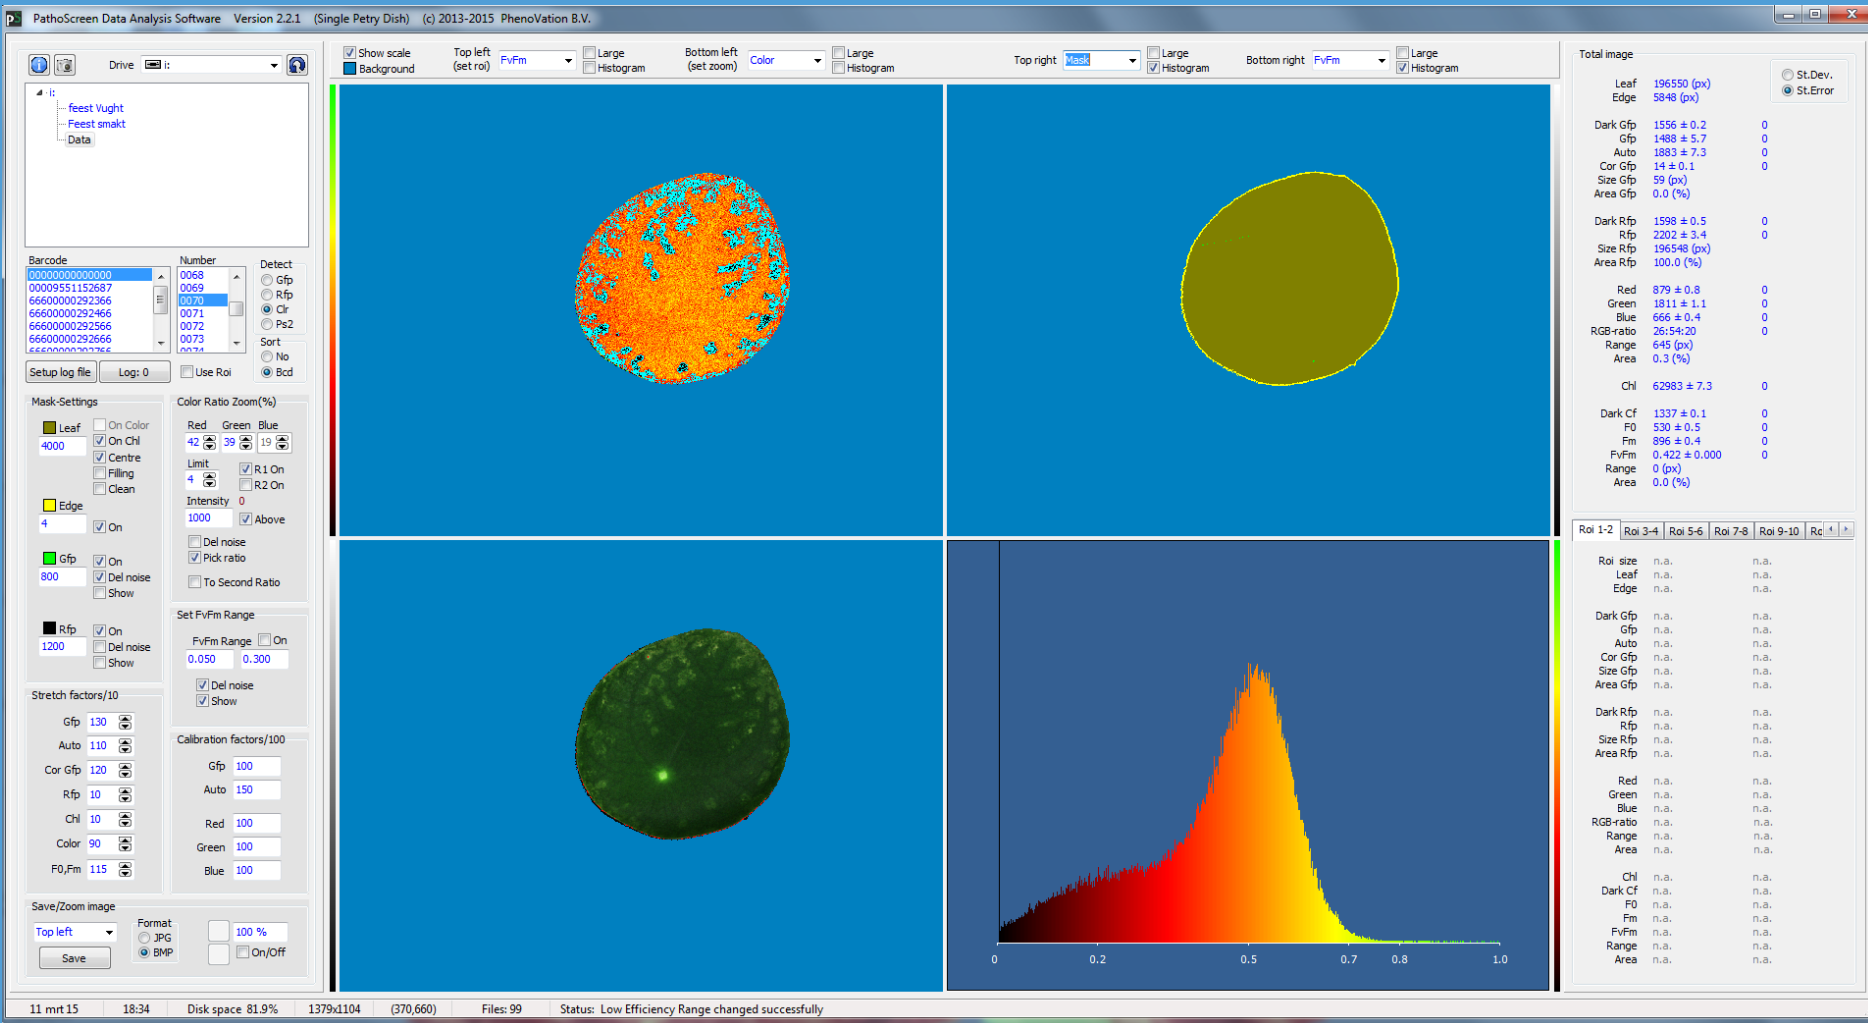 PathoScreen Data Analysis Software Version 2.2.1 (Single Petry Dish) (c) 2013-2015 PhenoVation B.V.
Drive i:
i:
feest Vught
Feest smakt
Data
Barcode
00000000000000
00009551152687
66600000292366
66600000292466
66600000292566
66600000292666
66600000292766
Number
0068
0069
0070
0071
0072
0073
0074
Detect
Gfp
Rfp
Clr
Ps2
Sort
No
Bcd
Setup log file
Log: 0
Use Roi
Mask-Settings
Leaf
4000
On Color
On Chl
Centre
Filling
Clean
Edge
4
On
Gfp
800
On
Del noise
Show
Rfp
1200
On
Del noise
Show
Color Ratio Zoom(%)
Red Green Blue
42 39 19
Limit
4
R1 On
R2 On
Intensity 0
1000
Above
Del noise
Pick ratio
To Second Ratio
Set FvFm Range
FvFm Range On
0.050 0.300
Del noise
Show
Stretch factors/10
Gfp 130
Auto 110
Cor Gfp 120
Rfp 10
Chl 10
Color 90
F0,Fm 115
Calibration factors/100
Gfp 100
Auto 150
Red 100
Green 100
Blue 100
Save/Zoom image
Top left
Save
Format
JPG
BMP
100 %
On/Off
Show scale
Background
Top left
(set roi)
FvFm
Large
Histogram
Bottom left
(set zoom)
Color
Large
Histogram
Top right
Mask
Large
Histogram
Bottom right
FvFm
Large
Histogram
0 0.2 0.5 0.7 0.8 1.0
Total image
St.Dev.
St.Error
Leaf 196550 (px)
Edge 5848 (px)
Dark Gfp 1556 ± 0.2 0
Gfp 1488 ± 5.7 0
Auto 1883 ± 7.3 0
Cor Gfp 14 ± 0.1 0
Size Gfp 59 (px)
Area Gfp 0.0 (%)
Dark Rfp 1598 ± 0.5 0
Rfp 2202 ± 3.4 0
Size Rfp 196548 (px)
Area Rfp 100.0 (%)
Red 879 ± 0.8 0
Green 1811 ± 1.1 0
Blue 666 ± 0.4 0
RGB-ratio 26:54:20 0
Range 645 (px)
Area 0.3 (%)
Chl 62983 ± 7.3 0
Dark Cf 1337 ± 0.1 0
F0 530 ± 0.5 0
Fm 896 ± 0.4 0
FvFm 0.422 ± 0.000 0
Range 0 (px)
Area 0.0 (%)
Roi 1-2 Roi 3-4 Roi 5-6 Roi 7-8 Roi 9-10 Rc
Roi size n.a. n.a.
Leaf n.a. n.a.
Edge n.a. n.a.
Dark Gfp n.a. n.a.
Gfp n.a. n.a.
Auto n.a. n.a.
Cor Gfp n.a. n.a.
Size Gfp n.a. n.a.
Area Gfp n.a. n.a.
Dark Rfp n.a. n.a.
Rfp n.a. n.a.
Size Rfp n.a. n.a.
Area Rfp n.a. n.a.
Red n.a. n.a.
Green n.a. n.a.
Blue n.a. n.a.
RGB-ratio n.a. n.a.
Range n.a. n.a.
Area n.a. n.a.
Chl n.a. n.a.
Dark Cf n.a. n.a.
F0 n.a. n.a.
Fm n.a. n.a.
FvFm n.a. n.a.
Range n.a. n.a.
Area n.a. n.a.
11 mrt 15 18:34 Disk space 81.9% 1379x1104 (370,660) Files: 99 Status: Low Efficiency Range changed successfully